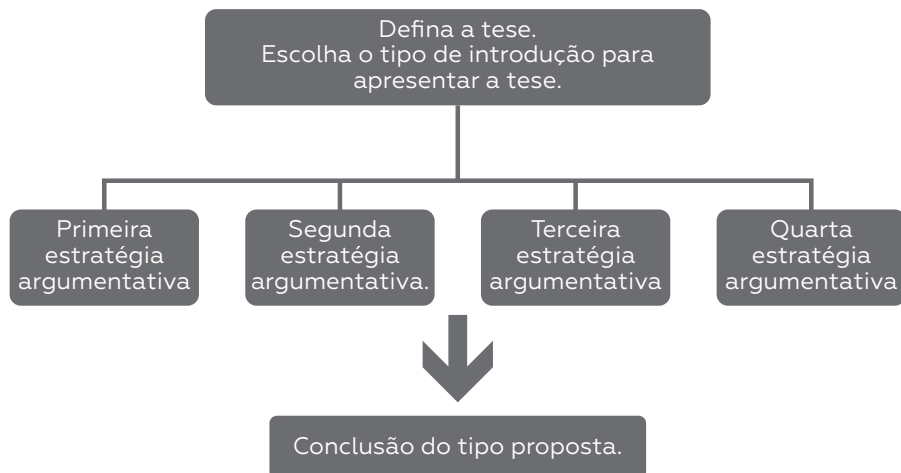 Defina a tese.
Escolha o tipo de introdução para
apresentar a tese.
Primeira
estratégia
argumentativa
Segunda
estratégia
argumentativa.
Terceira
estratégia
argumentativa
Quarta
estratégia
argumentativa
Conclusão do tipo proposta.